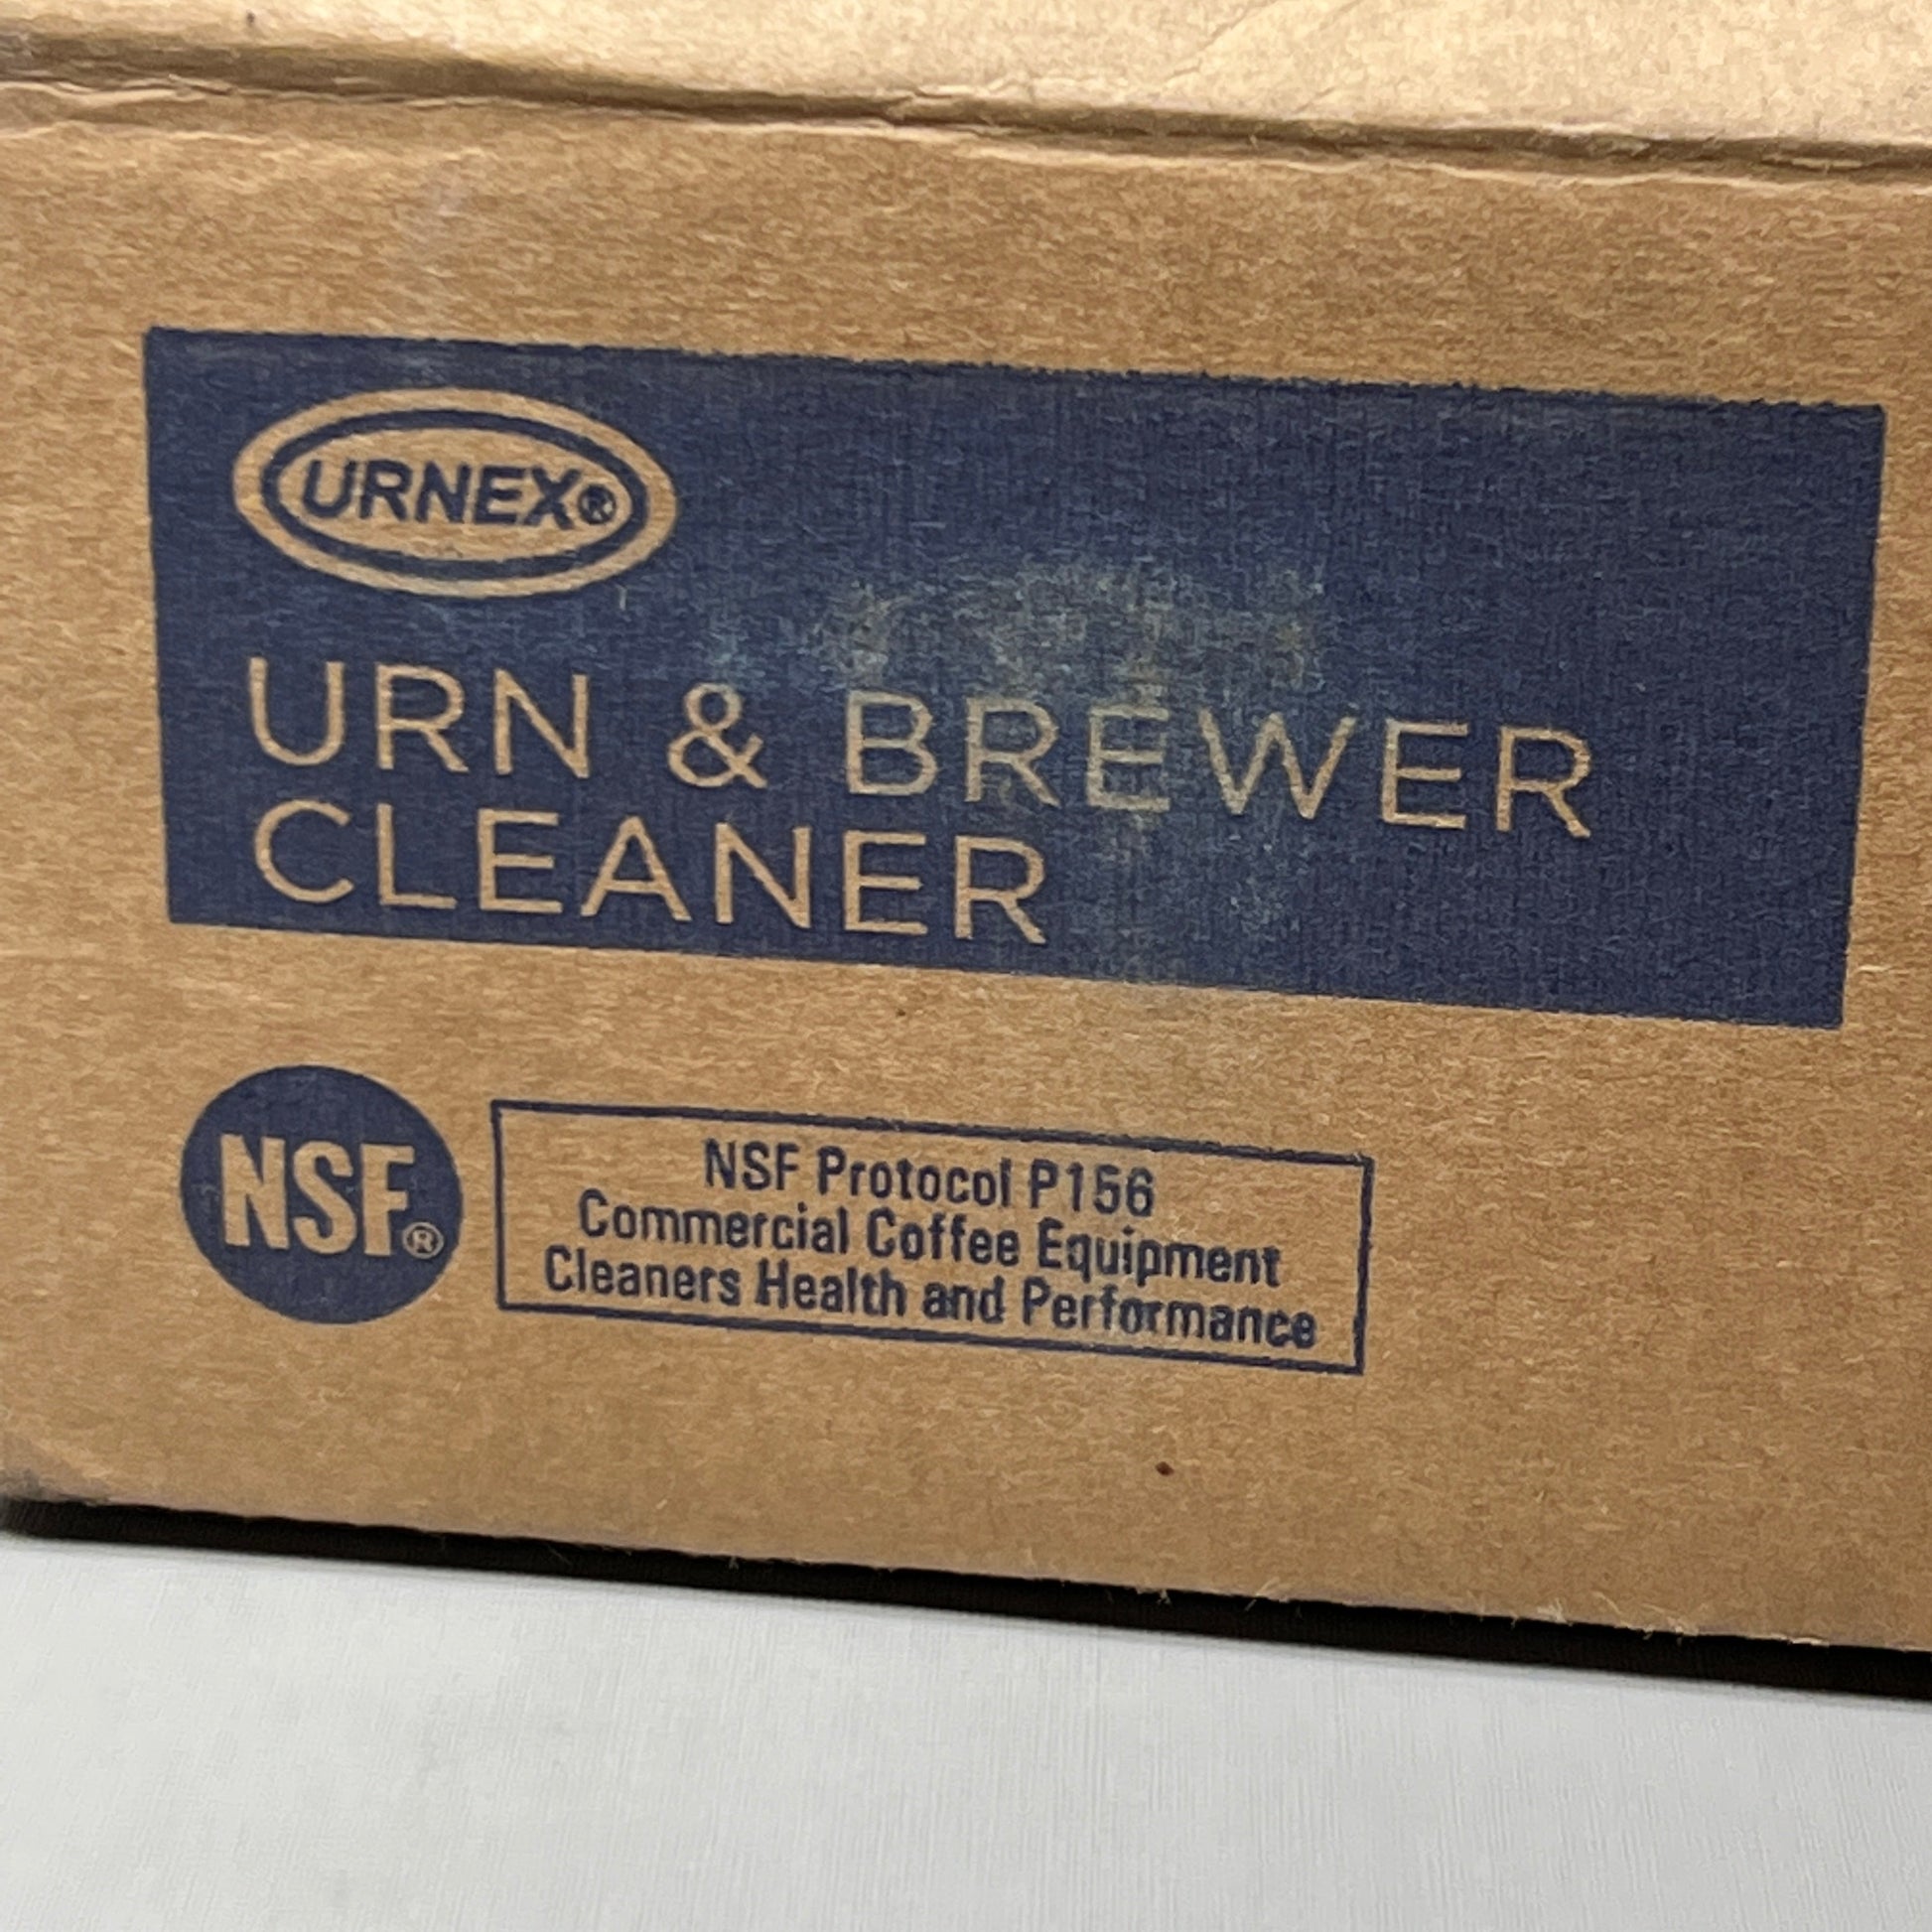 URNEX®
URN & BREWER
CLEANER
NSF®
NSF Protocol P156
Commercial Coffee Equipment
Cleaners Health and Performance